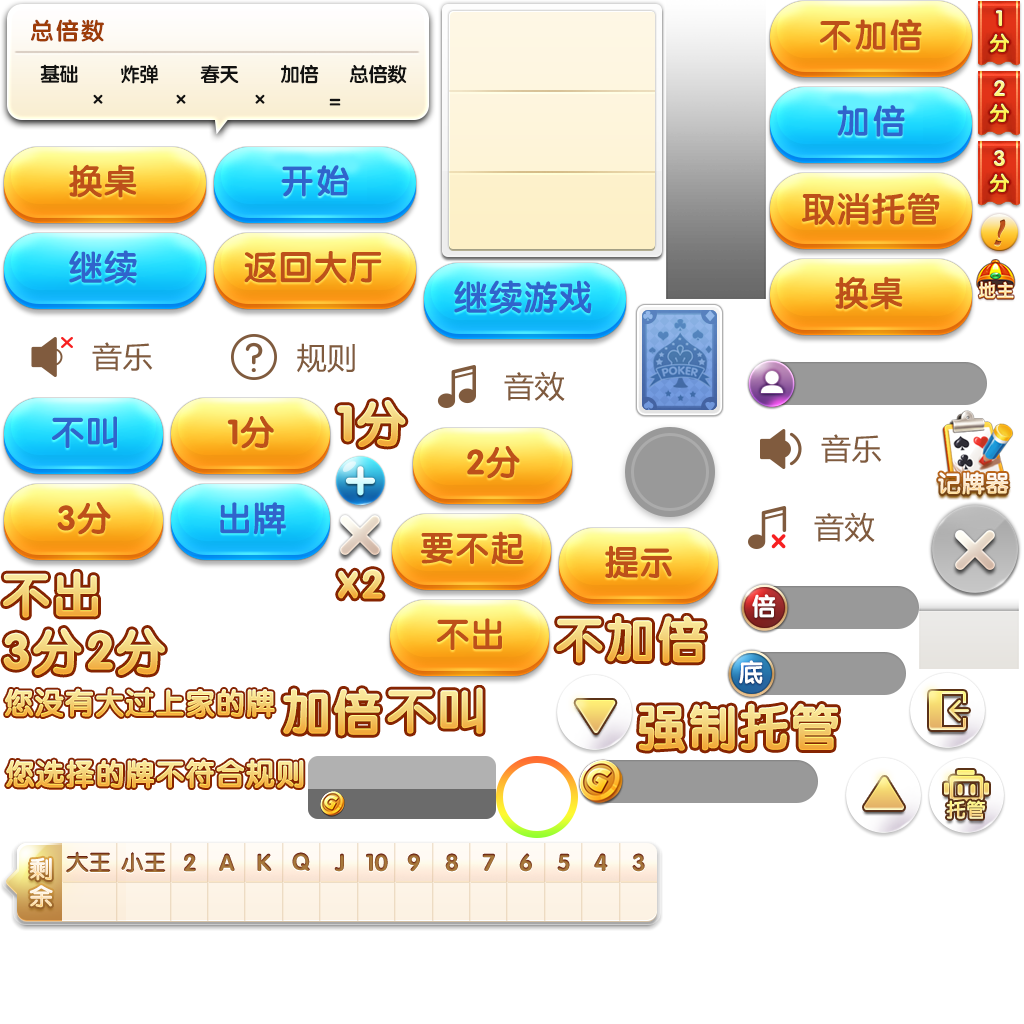 总倍数
基础 炸弹 春天 加倍 总倍数
× × × =
不加倍
1分
加倍
2分
换桌
开始
3分
取消托管
继续
返回大厅
继续游戏
换桌
地主
音乐
?
规则
POKER
音效
不叫
1分
1分
2分
音乐
记牌器
3分
出牌
要不起
提示
音效
不出
X2
不出
不加倍
倍
3分2分
底
您没有大过上家的牌
加倍不叫
强制托管
您选择的牌不符合规则
G
G
托管
剩余
大王 小王 2 A K Q J 10 9 8 7 6 5 4 3